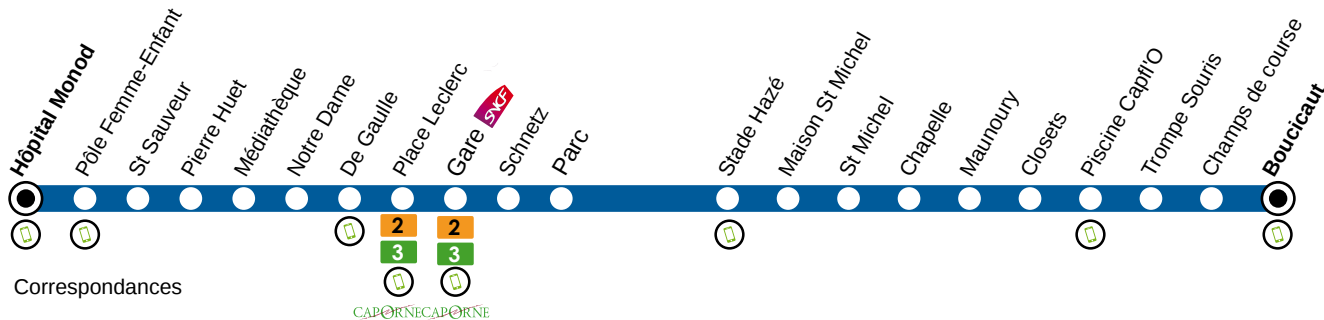 Hôpital Monod
Pôle Femme-Enfant
St Sauveur
Pierre Huet
Médiathèque
Notre Dame
De Gaulle
Place Leclerc
Gare
SNCF
Schnetz
Parc
Stade Hazé
Maison St Michel
St Michel
Chapelle
Maunoury
Closets
Piscine Capfl'O
Trompe Souris
Champs de course
Boucicaut
2
2
3
3
Correspondances
CAPORNE
CAPORNE